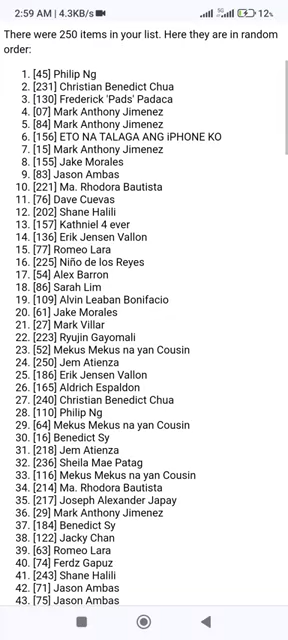 2:59 AM | 4.3KB/s
5G
12%
There were 250 items in your list. Here they are in random
order:
1. [45] Philip Ng
2. [231] Christian Benedict Chua
3. [130] Frederick 'Pads' Padaca
4. [07] Mark Anthony Jimenez
5. [84] Mark Anthony Jimenez
6. [156] ETO NA TALAGA ANG iPHONE KO
7. [15] Mark Anthony Jimenez
8. [155] Jake Morales
9. [83] Jason Ambas
10. [221] Ma. Rhodora Bautista
11. [76] Dave Cuevas
12. [202] Shane Halili
13. [157] Kathniel 4 ever
14. [136] Erik Jensen Vallon
15. [77] Romeo Lara
16. [225] Niño de los Reyes
17. [54] Alex Barron
18. [86] Sarah Lim
19. [109] Alvin Leaban Bonifacio
20. [61] Jake Morales
21. [27] Mark Villar
22. [223] Ryujin Gayomali
23. [52] Mekus Mekus na yan Cousin
24. [250] Jem Atienza
25. [186] Erik Jensen Vallon
26. [165] Aldrich Espaldon
27. [240] Christian Benedict Chua
28. [110] Philip Ng
29. [64] Mekus Mekus na yan Cousin
30. [16] Benedict Sy
31. [218] Jem Atienza
32. [236] Sheila Mae Patag
33. [116] Mekus Mekus na yan Cousin
34. [214] Ma. Rhodora Bautista
35. [217] Joseph Alexander Japay
36. [29] Mark Anthony Jimenez
37. [184] Benedict Sy
38. [122] Jacky Chan
39. [63] Romeo Lara
40. [74] Ferdz Gapuz
41. [243] Shane Halili
42. [71] Jason Ambas
43. [75] Jason Ambas